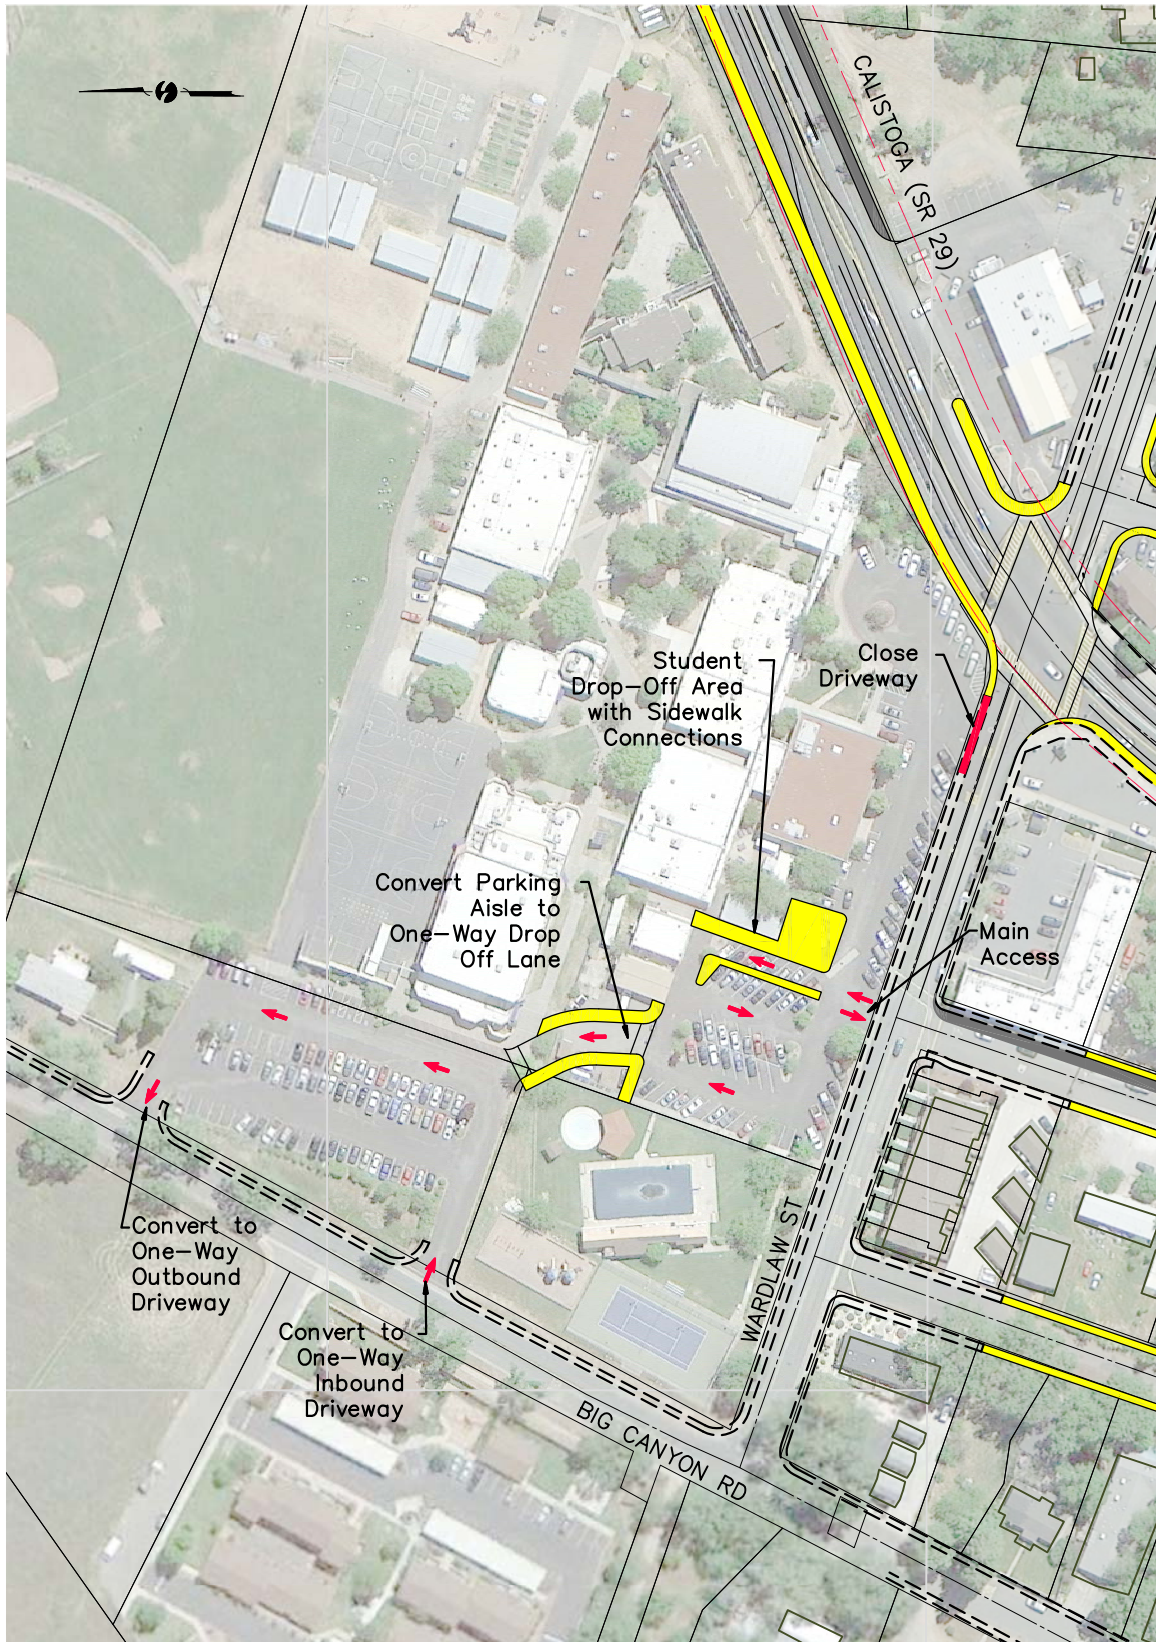 CALISTOGA (SR 29)
Student
Drop-Off Area
with Sidewalk
Connections
Close
Driveway
Convert Parking
Aisle to
One-Way Drop
Off Lane
Main
Access
Convert to
One-Way
Outbound
Driveway
Convert to
One-Way
Inbound
Driveway
WARDLAW ST
BIG CANYON RD